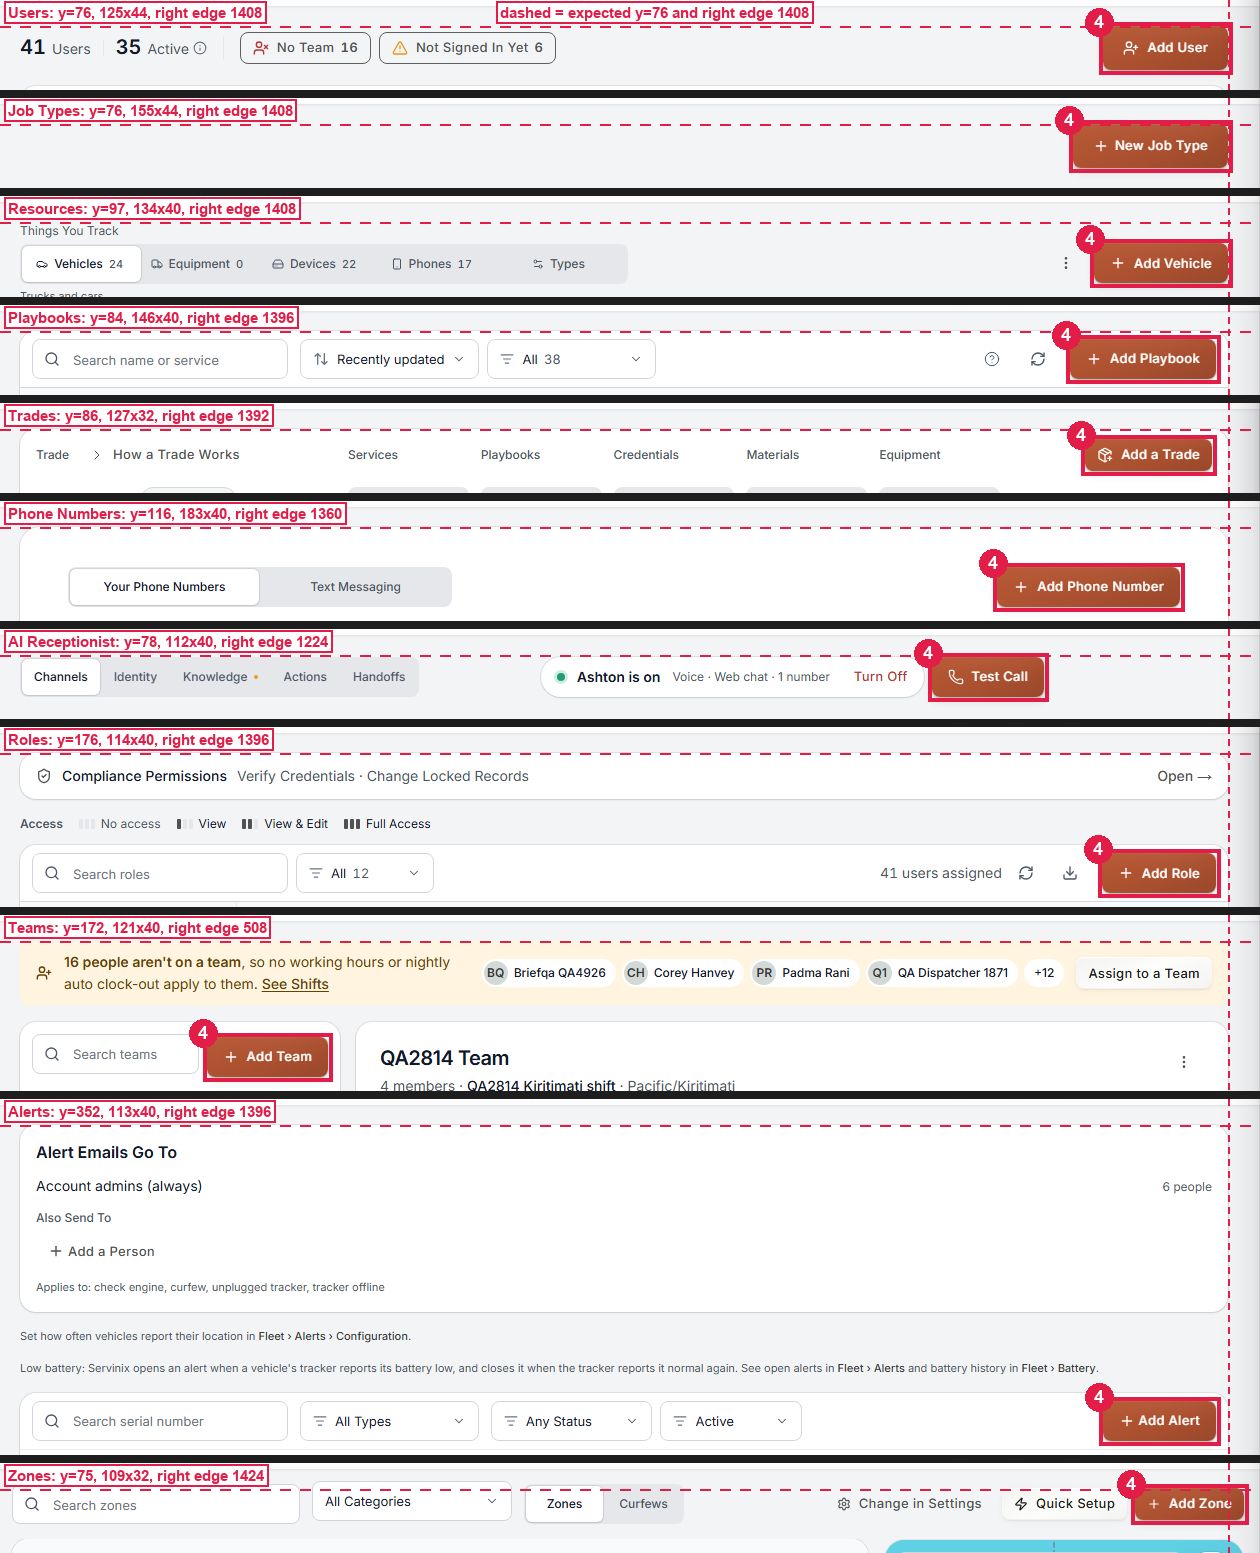 Users: y=76, 125x44, right edge 1408
dashed = expected y=76 and right edge 1408
41 Users 35 Active No Team 16 Not Signed In Yet 6
4
Add User
Job Types: y=76, 155x44, right edge 1408
4
New Job Type
Resources: y=97, 134x40, right edge 1408
Things You Track
Vehicles 24 Equipment 0 Devices 22 Phones 17 Types
4
Add Vehicle
Trucks and cars
Playbooks: y=84, 146x40, right edge 1396
Search name or service Recently updated All 38
4
Add Playbook
Trades: y=86, 127x32, right edge 1392
Trade How a Trade Works Services Playbooks Credentials Materials Equipment
4
Add a Trade
Phone Numbers: y=116, 183x40, right edge 1360
Your Phone Numbers Text Messaging
4
Add Phone Number
AI Receptionist: y=78, 112x40, right edge 1224
Channels Identity Knowledge Actions Handoffs Ashton is on Voice · Web chat · 1 number Turn Off
4
Test Call
Roles: y=176, 114x40, right edge 1396
Compliance Permissions Verify Credentials · Change Locked Records Open →
Access No access View View & Edit Full Access
Search roles All 12 41 users assigned
4
Add Role
Teams: y=172, 121x40, right edge 508
16 people aren't on a team, so no working hours or nightly
auto clock-out apply to them. See Shifts
BQ Briefqa QA4926 CH Corey Hanvey PR Padma Rani Q1 QA Dispatcher 1871 +12 Assign to a Team
Search teams
4
Add Team
QA2814 Team
4 members · QA2814 Kiritimati shift · Pacific/Kiritimati
Alerts: y=352, 113x40, right edge 1396
Alert Emails Go To
Account admins (always) 6 people
Also Send To
+ Add a Person
Applies to: check engine, curfew, unplugged tracker, tracker offline
Set how often vehicles report their location in Fleet › Alerts › Configuration.
Low battery: Servinix opens an alert when a vehicle's tracker reports its battery low, and closes it when the tracker reports it normal again. See open alerts in Fleet › Alerts and battery history in Fleet › Battery.
Search serial number All Types Any Status Active
4
Add Alert
Zones: y=75, 109x32, right edge 1424
Search zones All Categories Zones Curfews Change in Settings Quick Setup
4
Add Zone